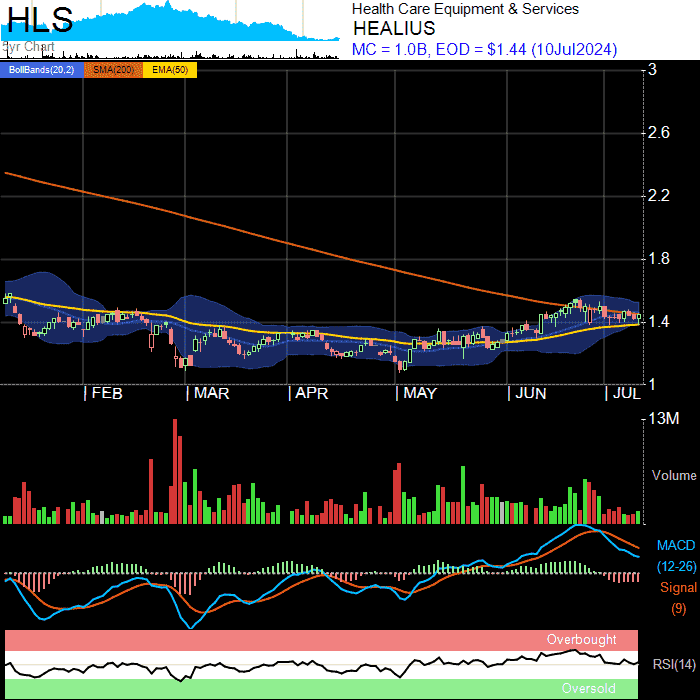 HLS
5yr Chart
Health Care Equipment & Services
HEALIUS
MC = 1.0B, EOD = $1.44 (10Jul2024)
BollBands(20,2) SMA(200) EMA(50)
3
2.6
2.2
1.8
1.4
1
FEB MAR APR MAY JUN JUL
13M
Volume
MACD
(12-26)
Signal
(9)
Overbought
RSI(14)
Oversold